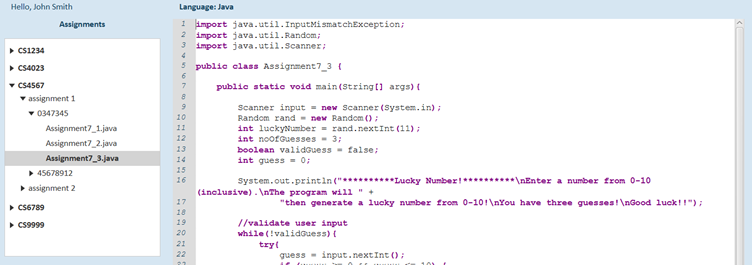 Hello, John Smith
Assignments
CS1234
CS4023
CS4567
assignment 1
0347345
Assignment7_1.java
Assignment7_2.java
Assignment7_3.java
45678912
assignment 2
CS6789
CS9999
Language: Java
1 import java.util.InputMismatchException;
2 import java.util.Random;
3 import java.util.Scanner;
4
5 public class Assignment7_3 {
6
7 public static void main(String[] args){
8
9 Scanner input = new Scanner(System.in);
10 Random rand = new Random();
11 int luckyNumber = rand.nextInt(11);
12 int noOfGuesses = 3;
13 boolean validGuess = false;
14 int guess = 0;
15
16 System.out.println("**********Lucky Number!**********\nEnter a number from 0-10
(inclusive).\nThe program will " +
17 "then generate a lucky number from 0-10!\nYou have three guesses!\nGood luck!!");
18
19 //validate user input
20 while(!validGuess){
21 try{
22 guess = input.nextInt();